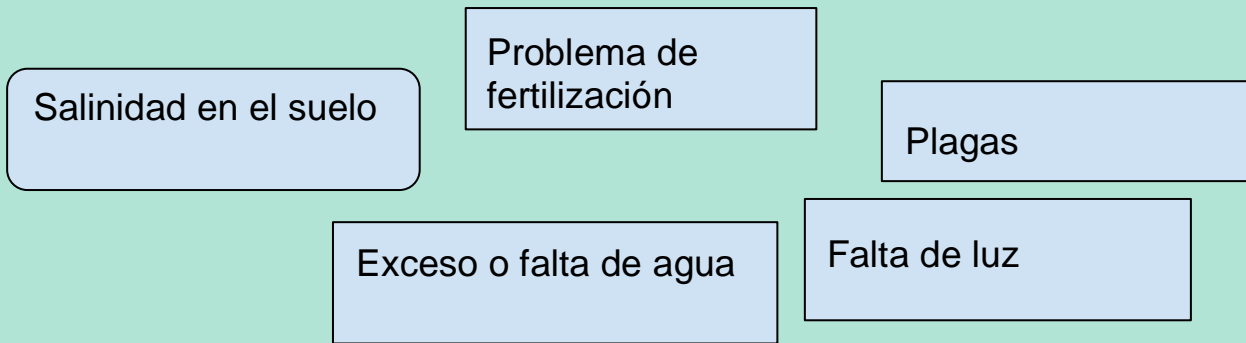 Problema de
fertilización
Salinidad en el suelo
Plagas
Exceso o falta de agua
Falta de luz